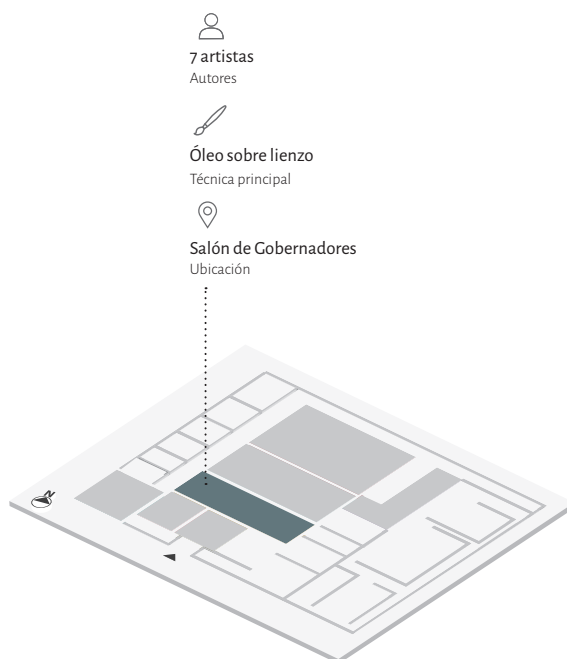 7 artistas
Autores
Óleo sobre lienzo
Técnica principal
Salón de Gobernadores
Ubicación
N